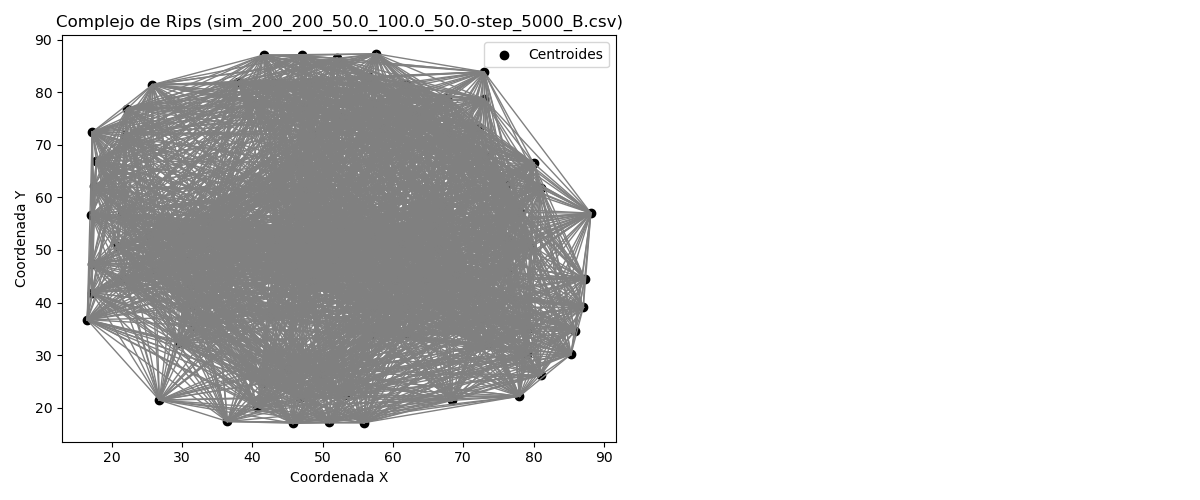 Complejo de Rips (sim_200_200_50.0_100.0_50.0-step_5000_B.csv)
Centroides
90
80
70
60
50
40
30
20
Coordenada Y
20 30 40 50 60 70 80 90
Coordenada X